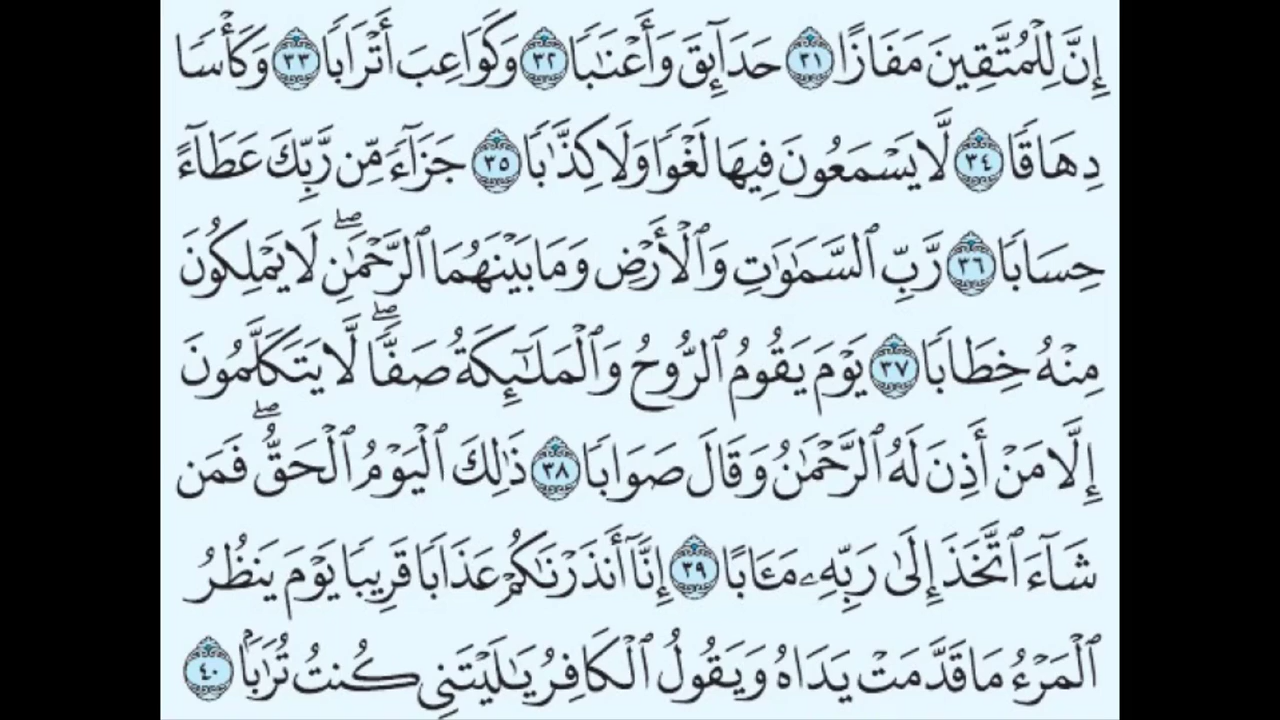 إِنَّ لِلْمُتَّقِينَ مَفَازًا ٣١ حَدَآئِقَ وَأَعْنَٰبًا ٣٢ وَكَوَاعِبَ أَتْرَابًا ٣٣ وَكَأْسًا
دِهَاقًا ٣٤ لَّا يَسْمَعُونَ فِيهَا لَغْوًا وَلَا كِذَّٰبًا ٣٥ جَزَآءً مِّن رَّبِّكَ عَطَآءً
حِسَابًا ٣٦ رَّبِّ ٱلسَّمَٰوَٰتِ وَٱلْأَرْضِ وَمَا بَيْنَهُمَا ٱلرَّحْمَٰنِۖ لَا يَمْلِكُونَ
مِنْهُ خِطَابًا ٣٧ يَوْمَ يَقُومُ ٱلرُّوحُ وَٱلْمَلَٰٓئِكَةُ صَفًّاۖ لَّا يَتَكَلَّمُونَ
إِلَّا مَنْ أَذِنَ لَهُ ٱلرَّحْمَٰنُ وَقَالَ صَوَابًا ٣٨ ذَٰلِكَ ٱلْيَوْمُ ٱلْحَقُّۖ فَمَن
شَآءَ ٱتَّخَذَ إِلَىٰ رَبِّهِۦ مَـَٔابًا ٣٩ إِنَّآ أَنذَرْنَٰكُمْ عَذَابًا قَرِيبًا يَوْمَ يَنظُرُ
ٱلْمَرْءُ مَا قَدَّمَتْ يَدَاهُ وَيَقُولُ ٱلْكَافِرُ يَٰلَيْتَنِى كُنتُ تُرَٰبًۢا ٤٠